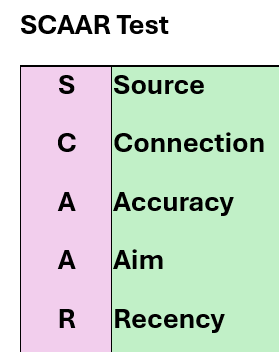 SCAAR Test
S Source
C Connection
A Accuracy
A Aim
R Recency